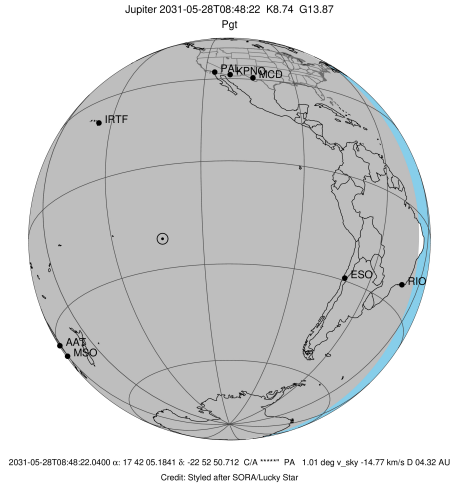 Jupiter 2031-05-28T08:48:22 K8.74 G13.87
Pgt
PAL
KPNO
MCD
IRTF
ESO
RIO
AAT
MSO
2031-05-28T08:48:22.0400 α: 17 42 05.1841 δ: -22 52 50.712 C/A *****" PA 1.01 deg v_sky -14.77 km/s D 04.32 AU
Credit: Styled after SORA/Lucky Star